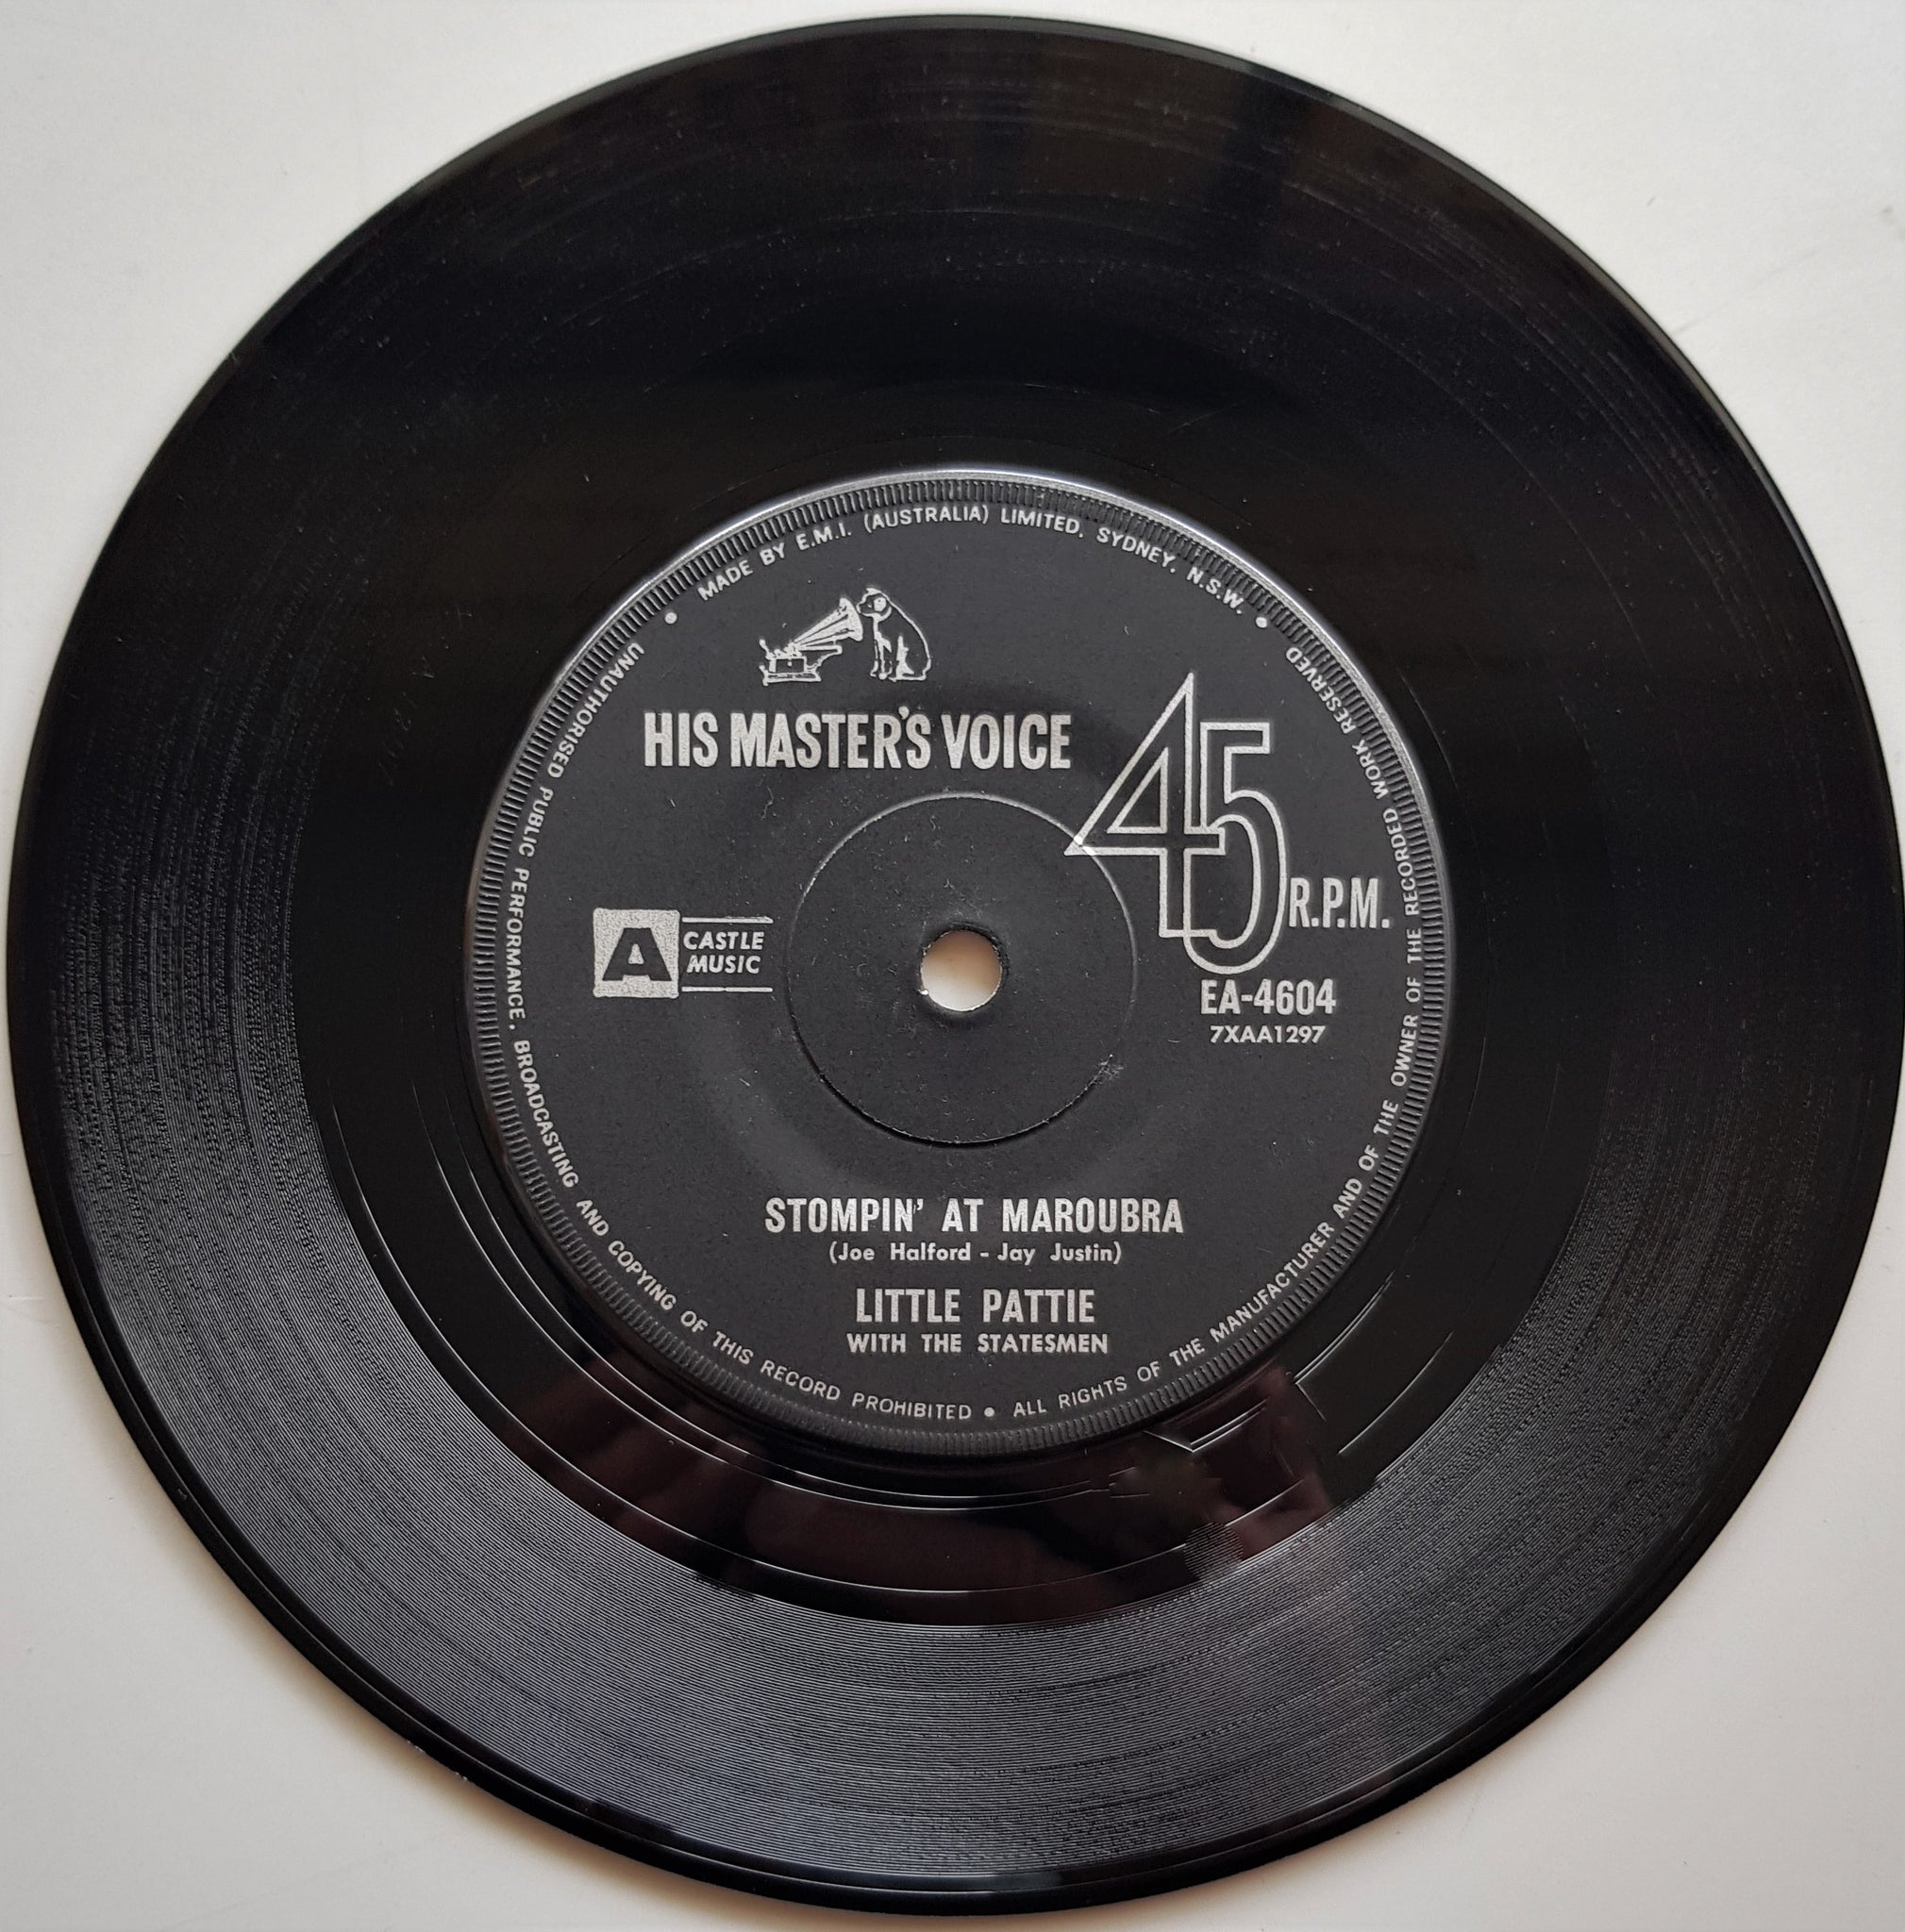 MADE BY E.M.I. (AUSTRALIA) LIMITED, SYDNEY, N.S.W.
HIS MASTER'S VOICE
45 R.P.M.
A CASTLE MUSIC
EA-4604
7XAA1297
STOMPIN' AT MAROUBRA
(Joe Halford - Jay Justin)
LITTLE PATTIE
WITH THE STATESMEN
UNAUTHORISED PUBLIC PERFORMANCE, BROADCASTING AND COPYING OF THIS RECORD PROHIBITED • ALL RIGHTS OF THE MANUFACTURER AND OF THE OWNER OF THE RECORDED WORK RESERVED